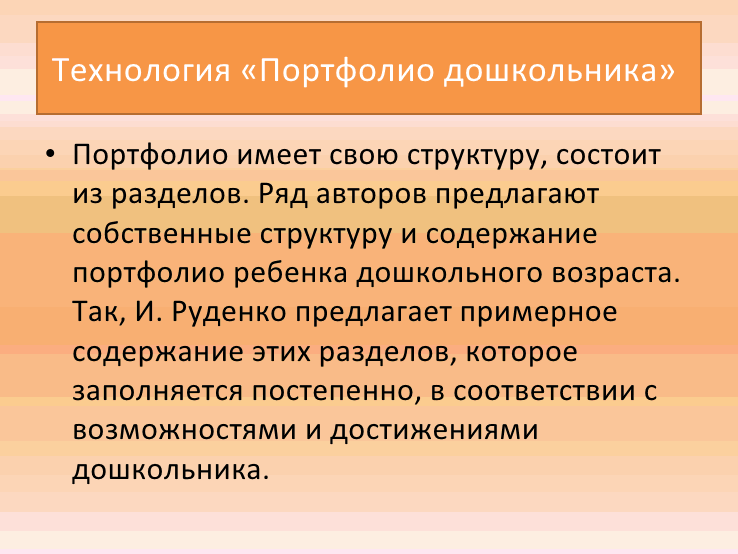 Технология «Портфолио дошкольника»
• Портфолио имеет свою структуру, состоит
из разделов. Ряд авторов предлагают
собственные структуру и содержание
портфолио ребенка дошкольного возраста.
Так, И. Руденко предлагает примерное
содержание этих разделов, которое
заполняется постепенно, в соответствии с
возможностями и достижениями
дошкольника.